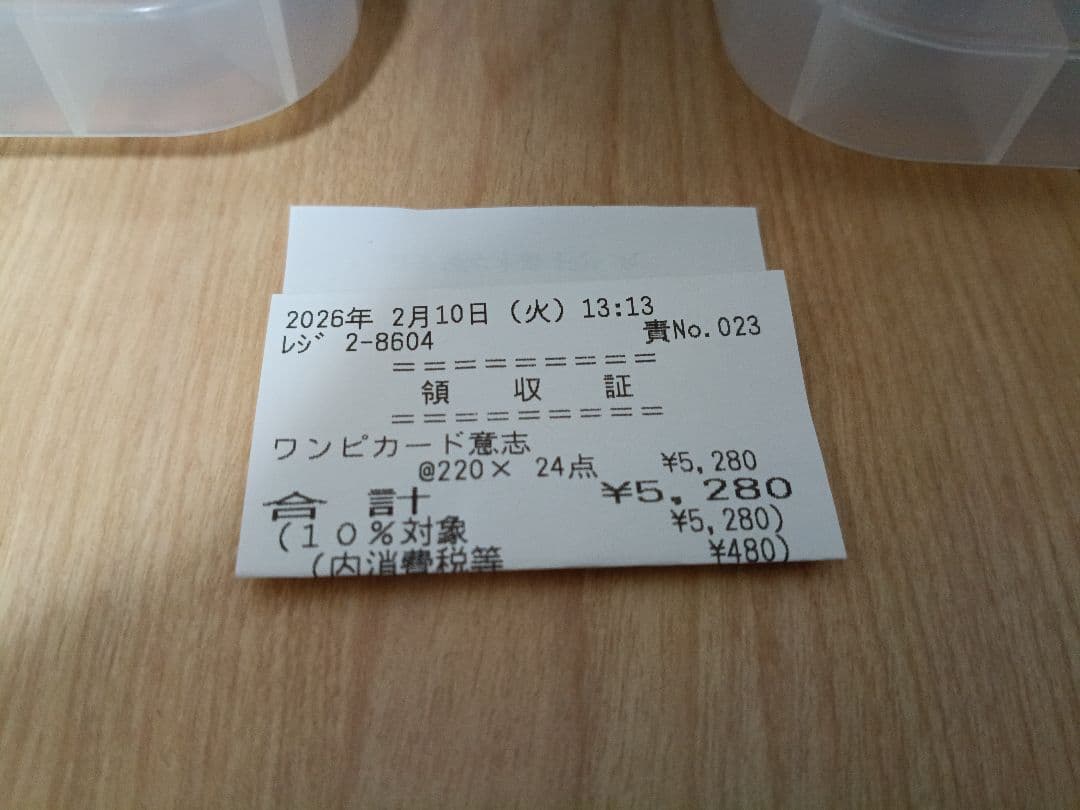 2026年 2月10日 (火) 13:13
ﾚｼﾞ 2-8604 責No.023
=========
領 収 証
=========
ワンピカード意志
@220× 24点 ¥5,280
合 計 ¥5,280
(10%対象 ¥5,280)
(内消費税等 ¥480)